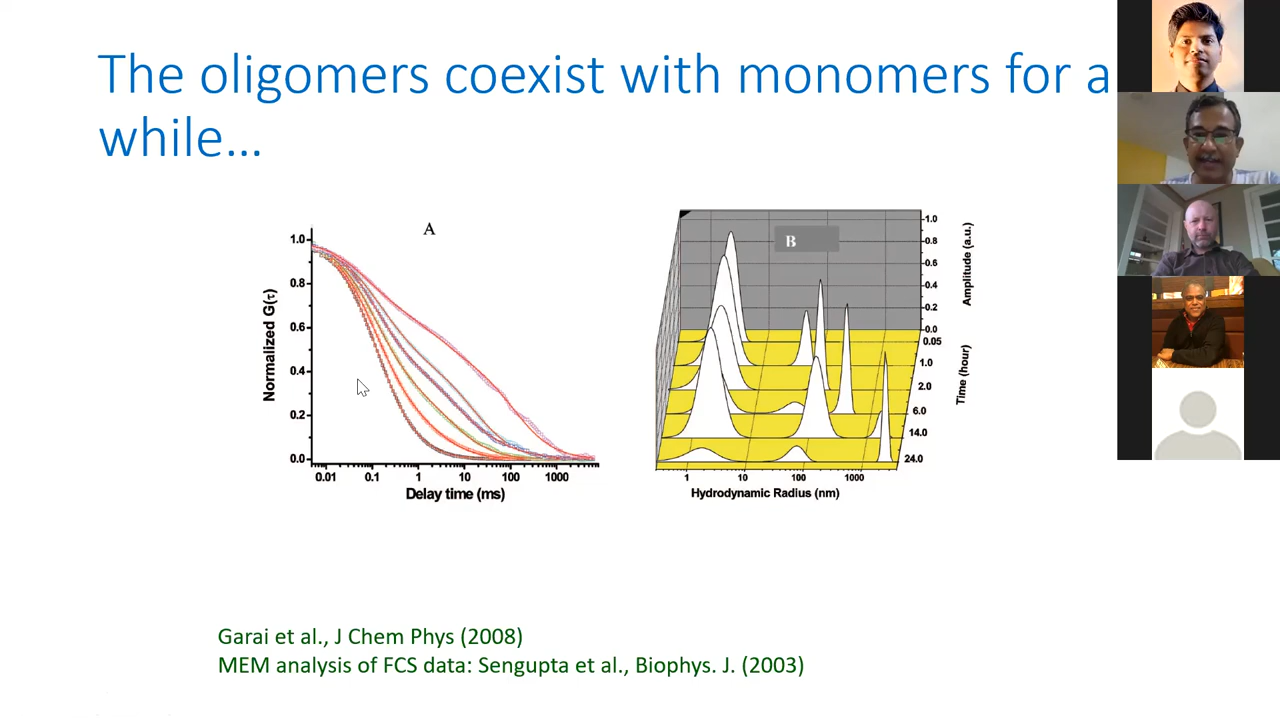 The oligomers coexist with monomers for a
while...
A
1.0
0.8
0.6
0.4
0.2
0.0
Normalized G(τ)
0.01 0.1 1 10 100 1000
Delay time (ms)
B
1.0
0.8
0.6
0.4
0.2
0.0
Amplitude (a.u.)
0.05
1.0
2.0
6.0
14.0
24.0
Time (hour)
1 10 100 1000
Hydrodynamic Radius (nm)
Garai et al., J Chem Phys (2008)
MEM analysis of FCS data: Sengupta et al., Biophys. J. (2003)